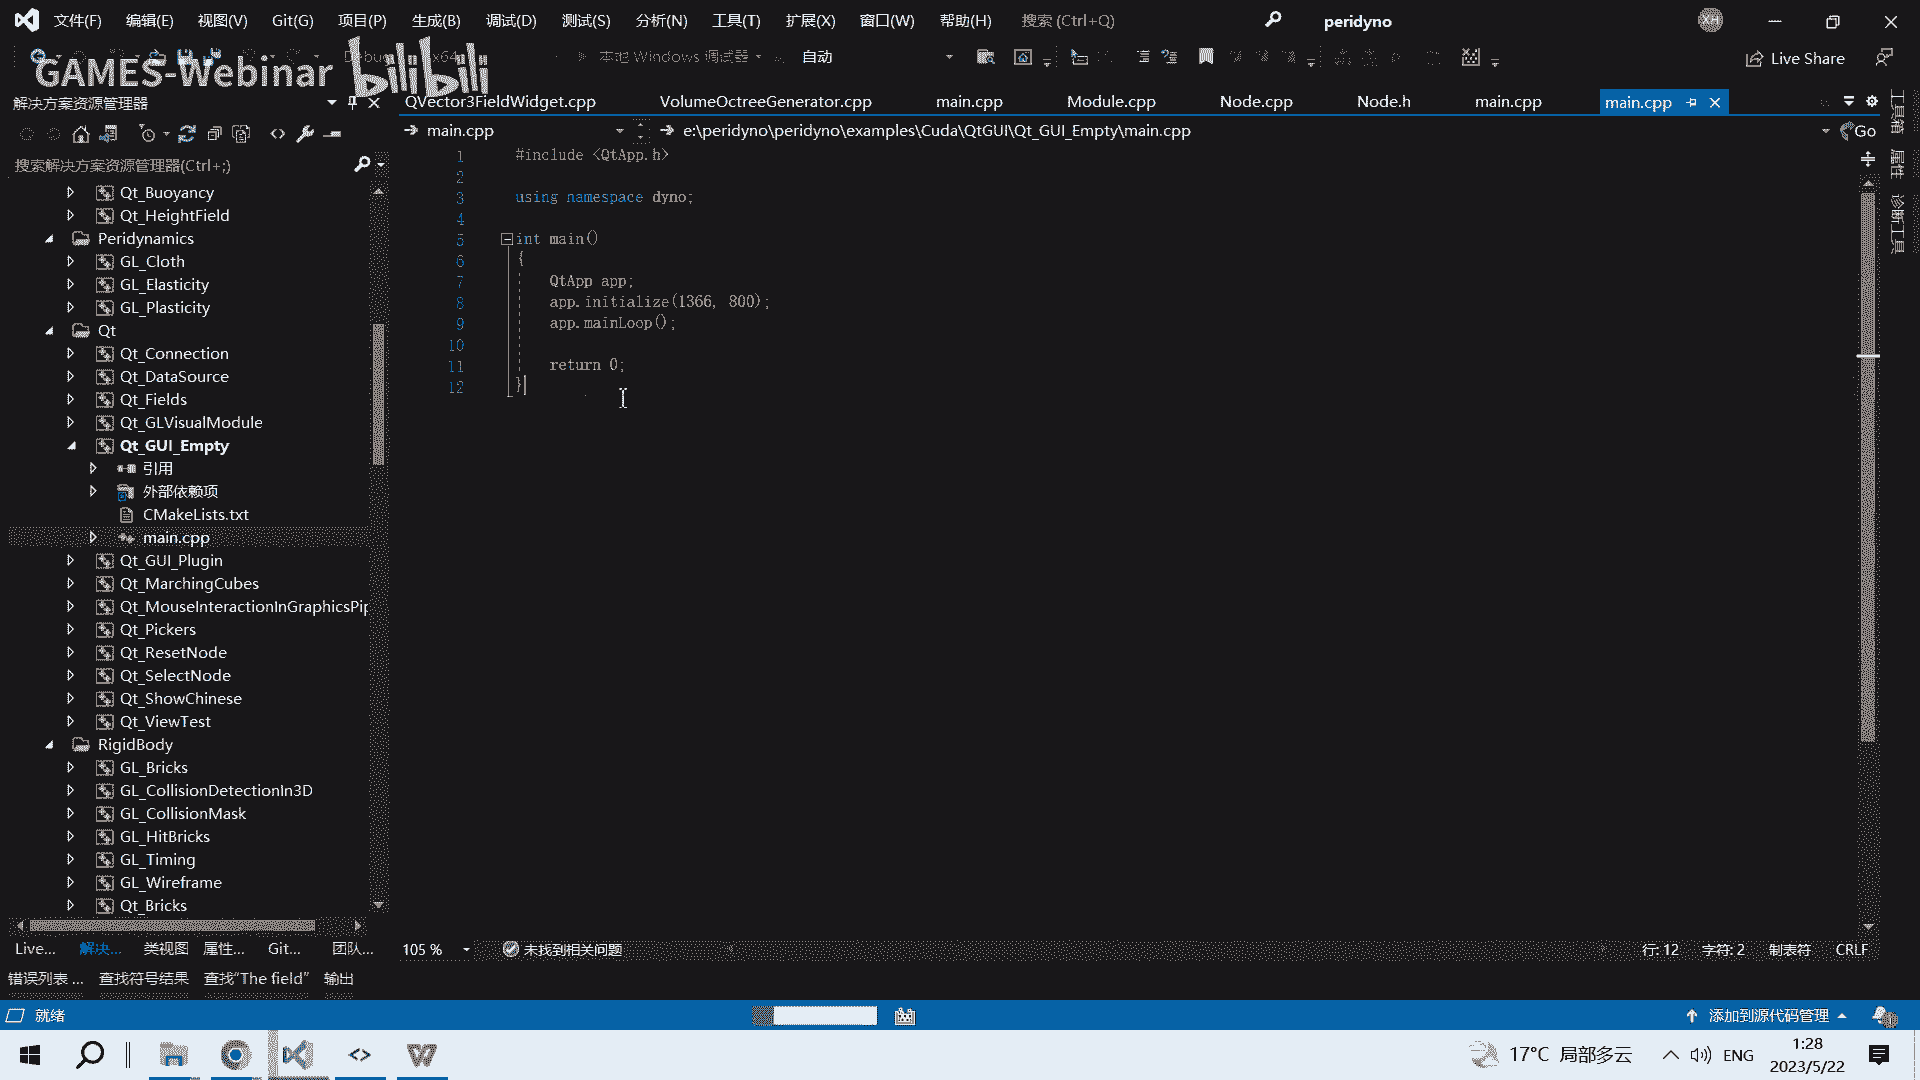 文件(F) 编辑(E) 视图(V) Git(G) 项目(P) 生成(B) 调试(D) 测试(S) 分析(N) 工具(T) 扩展(X) 窗口(W) 帮助(H) 搜索 (Ctrl+Q) peridyno XH
本地 Windows 调试器 自动 Live Share
GAMES-Webinar bilibili
解决方案资源管理器
QVector3FieldWidget.cpp VolumeOctreeGenerator.cpp main.cpp Module.cpp Node.cpp Node.h main.cpp main.cpp
main.cpp e:\peridyno\peridyno\examples\Cuda\QtGUI\Qt_GUI_Empty\main.cpp Go
搜索解决方案资源管理器(Ctrl+;)
工具箱
属性
诊断工具
Qt_Buoyancy
Qt_HeightField
Peridynamics
GL_Cloth
GL_Elasticity
GL_Plasticity
Qt
Qt_Connection
Qt_DataSource
Qt_Fields
Qt_GLVisualModule
Qt_GUI_Empty
引用
外部依赖项
CMakeLists.txt
main.cpp
Qt_GUI_Plugin
Qt_MarchingCubes
Qt_MouseInteractionInGraphicsPip
Qt_Pickers
Qt_ResetNode
Qt_SelectNode
Qt_ShowChinese
Qt_ViewTest
RigidBody
GL_Bricks
GL_CollisionDetectionIn3D
GL_CollisionMask
GL_HitBricks
GL_Timing
GL_Wireframe
Qt_Bricks
1 #include <QtApp.h>
2
3 using namespace dyno;
4
5 int main()
6 {
7 QtApp app;
8 app.initialize(1366, 800);
9 app.mainLoop();
10
11 return 0;
12 }
Live... 解决... 类视图 属性... Git... 团队... 105 % 未找到相关问题 行: 12 字符: 2 制表符 CRLF
错误列表 ... 查找符号结果 查找"The field" 输出
就绪 添加到源代码管理
17°C 局部多云 ENG 1:28
2023/5/22